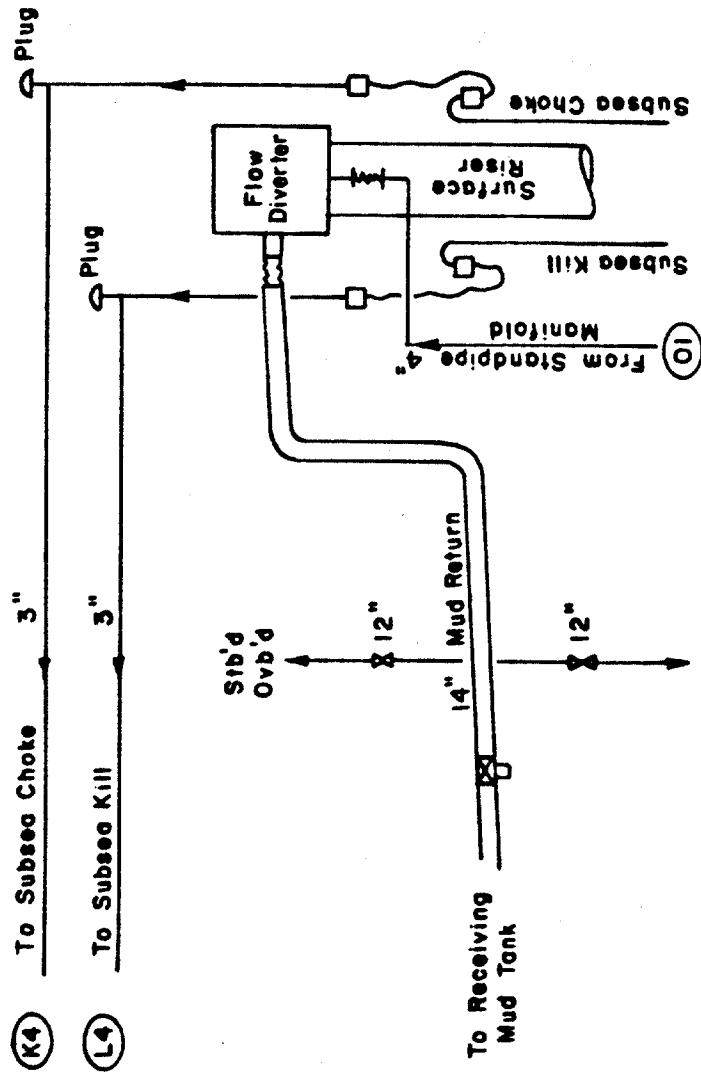 K4
To Subsea Choke
3"
Plug
L4
To Subsea Kill
3"
Plug
Stb'd
Ovb'd
12"
Flow
Diverter
To Receiving
Mud Tank
14" Mud Return
12"
From Standpipe
4" Manifold
10
Subsea Kill
Surface
Riser
Subsea Choke